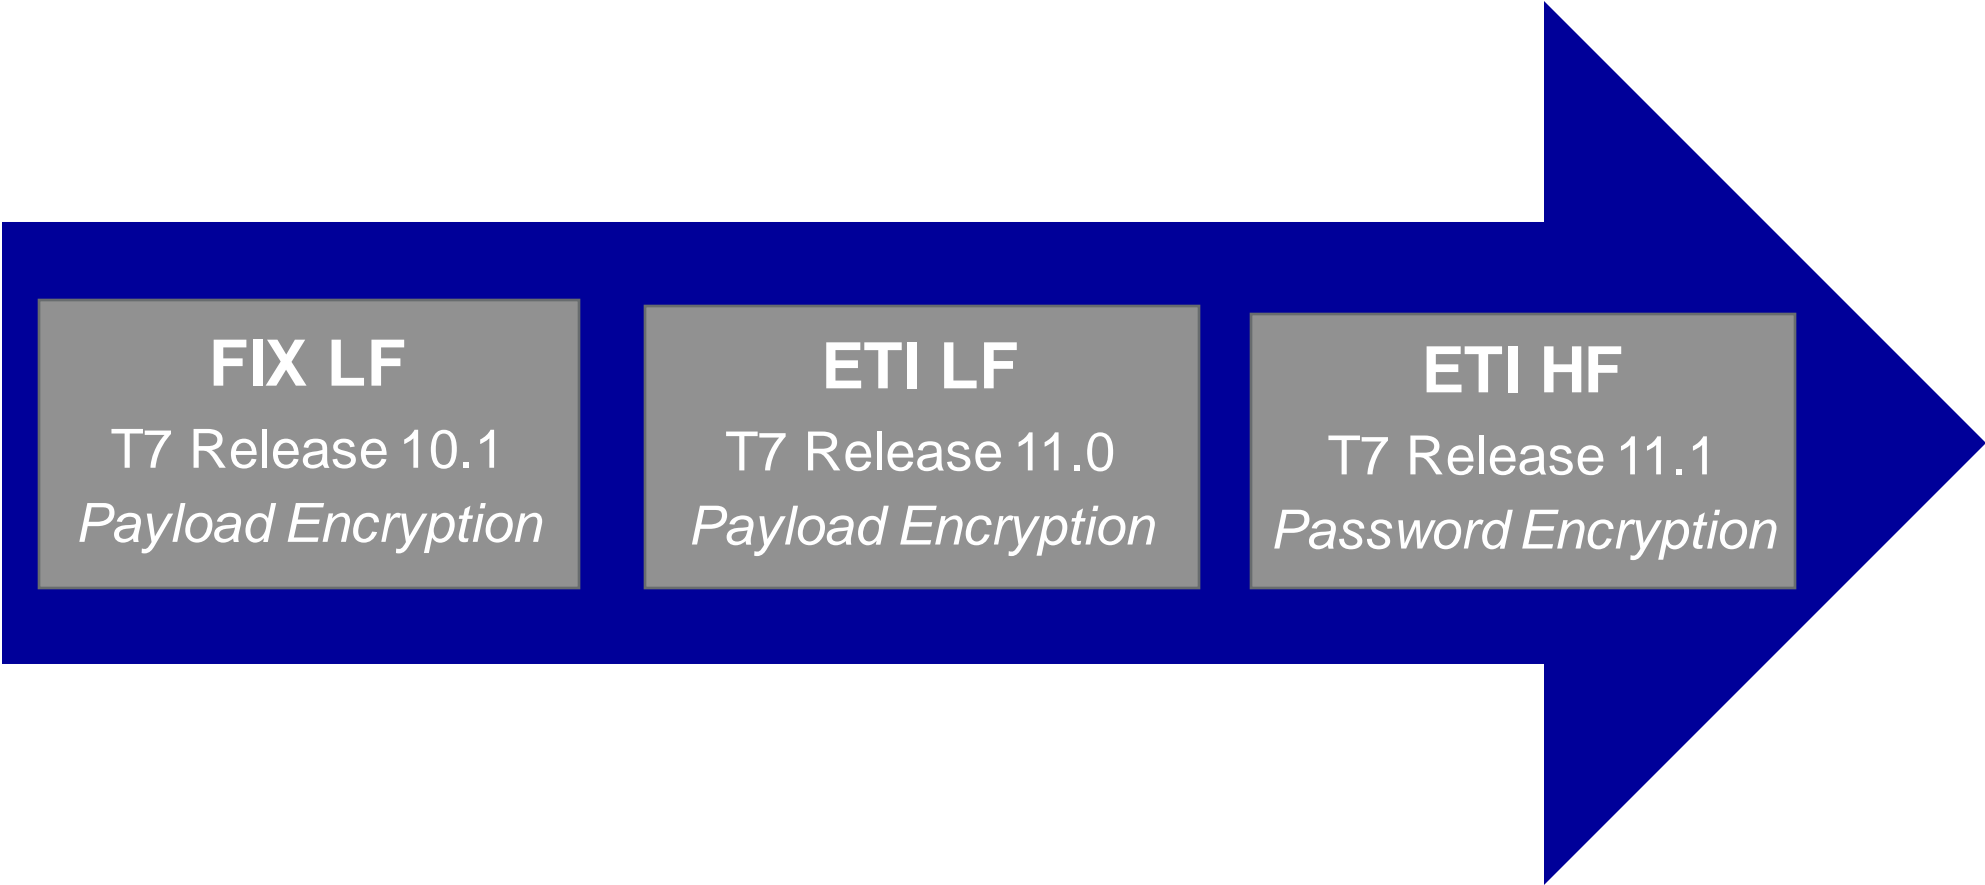 FIX LF
T7 Release 10.1
Payload Encryption
ETI LF
T7 Release 11.0
Payload Encryption
ETI HF
T7 Release 11.1
Password Encryption